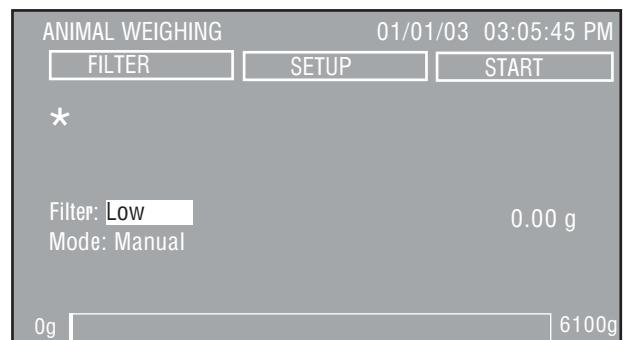 ANIMAL WEIGHING 01/01/03 03:05:45 PM
FILTER SETUP START
*
Filter: Low 0.00 g
Mode: Manual
0g 6100g